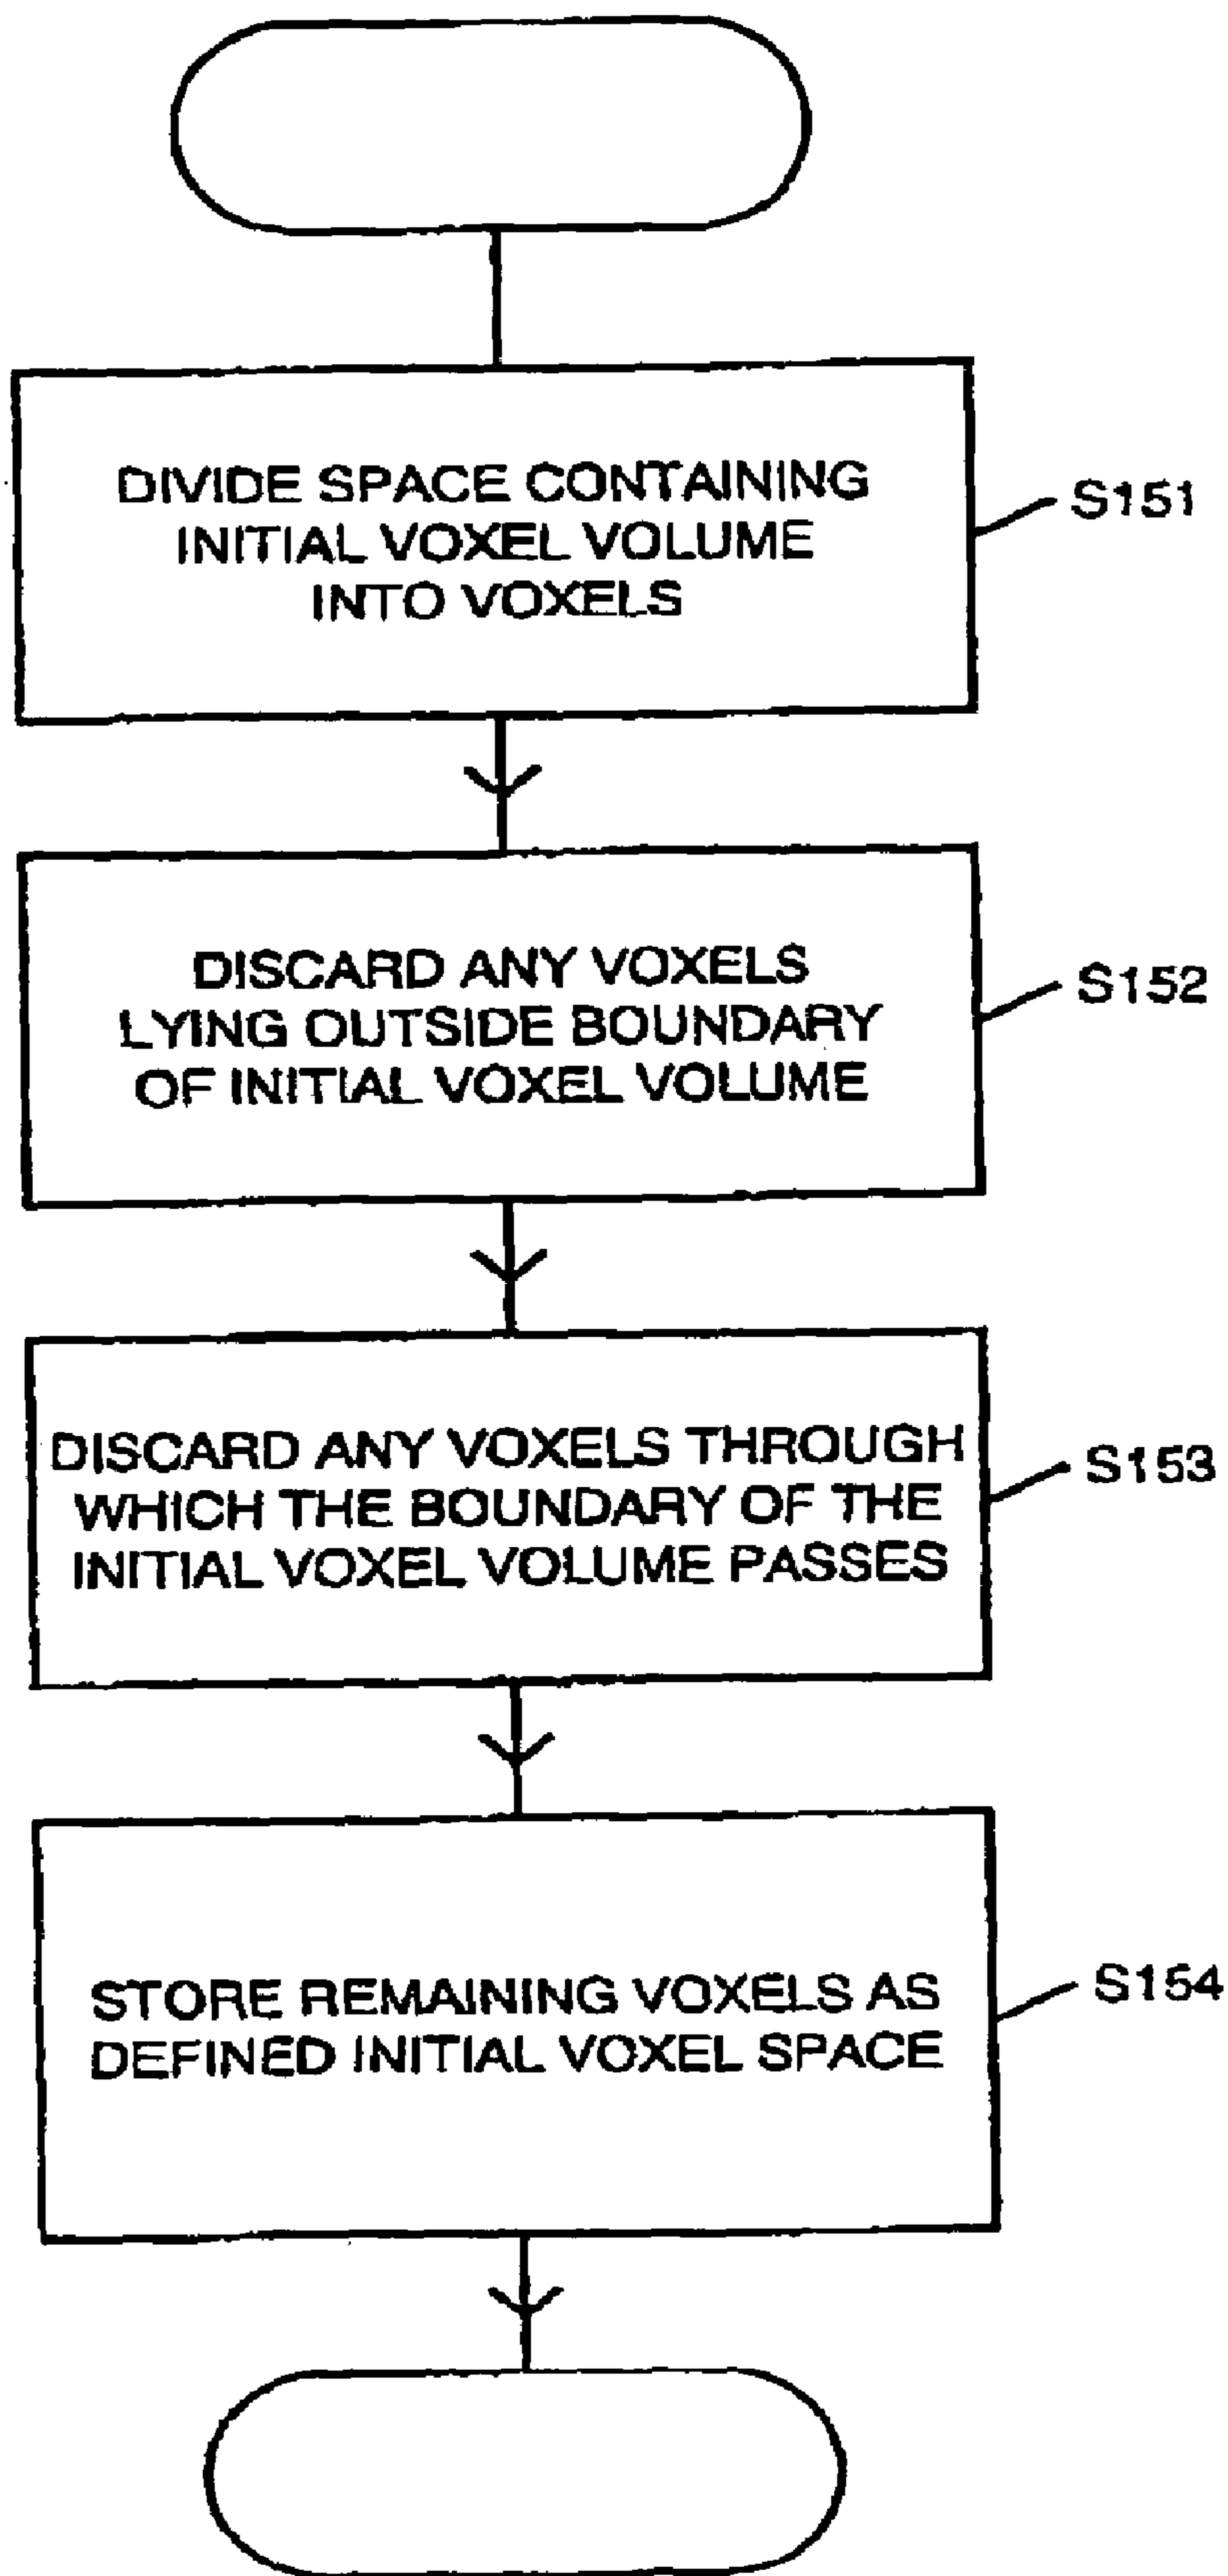 DIVIDE SPACE CONTAINING
INITIAL VOXEL VOLUME
INTO VOXELS
S151
DISCARD ANY VOXELS
LYING OUTSIDE BOUNDARY
OF INITIAL VOXEL VOLUME
S152
DISCARD ANY VOXELS THROUGH
WHICH THE BOUNDARY OF THE
INITIAL VOXEL VOLUME PASSES
S153
STORE REMAINING VOXELS AS
DEFINED INITIAL VOXEL SPACE
S154